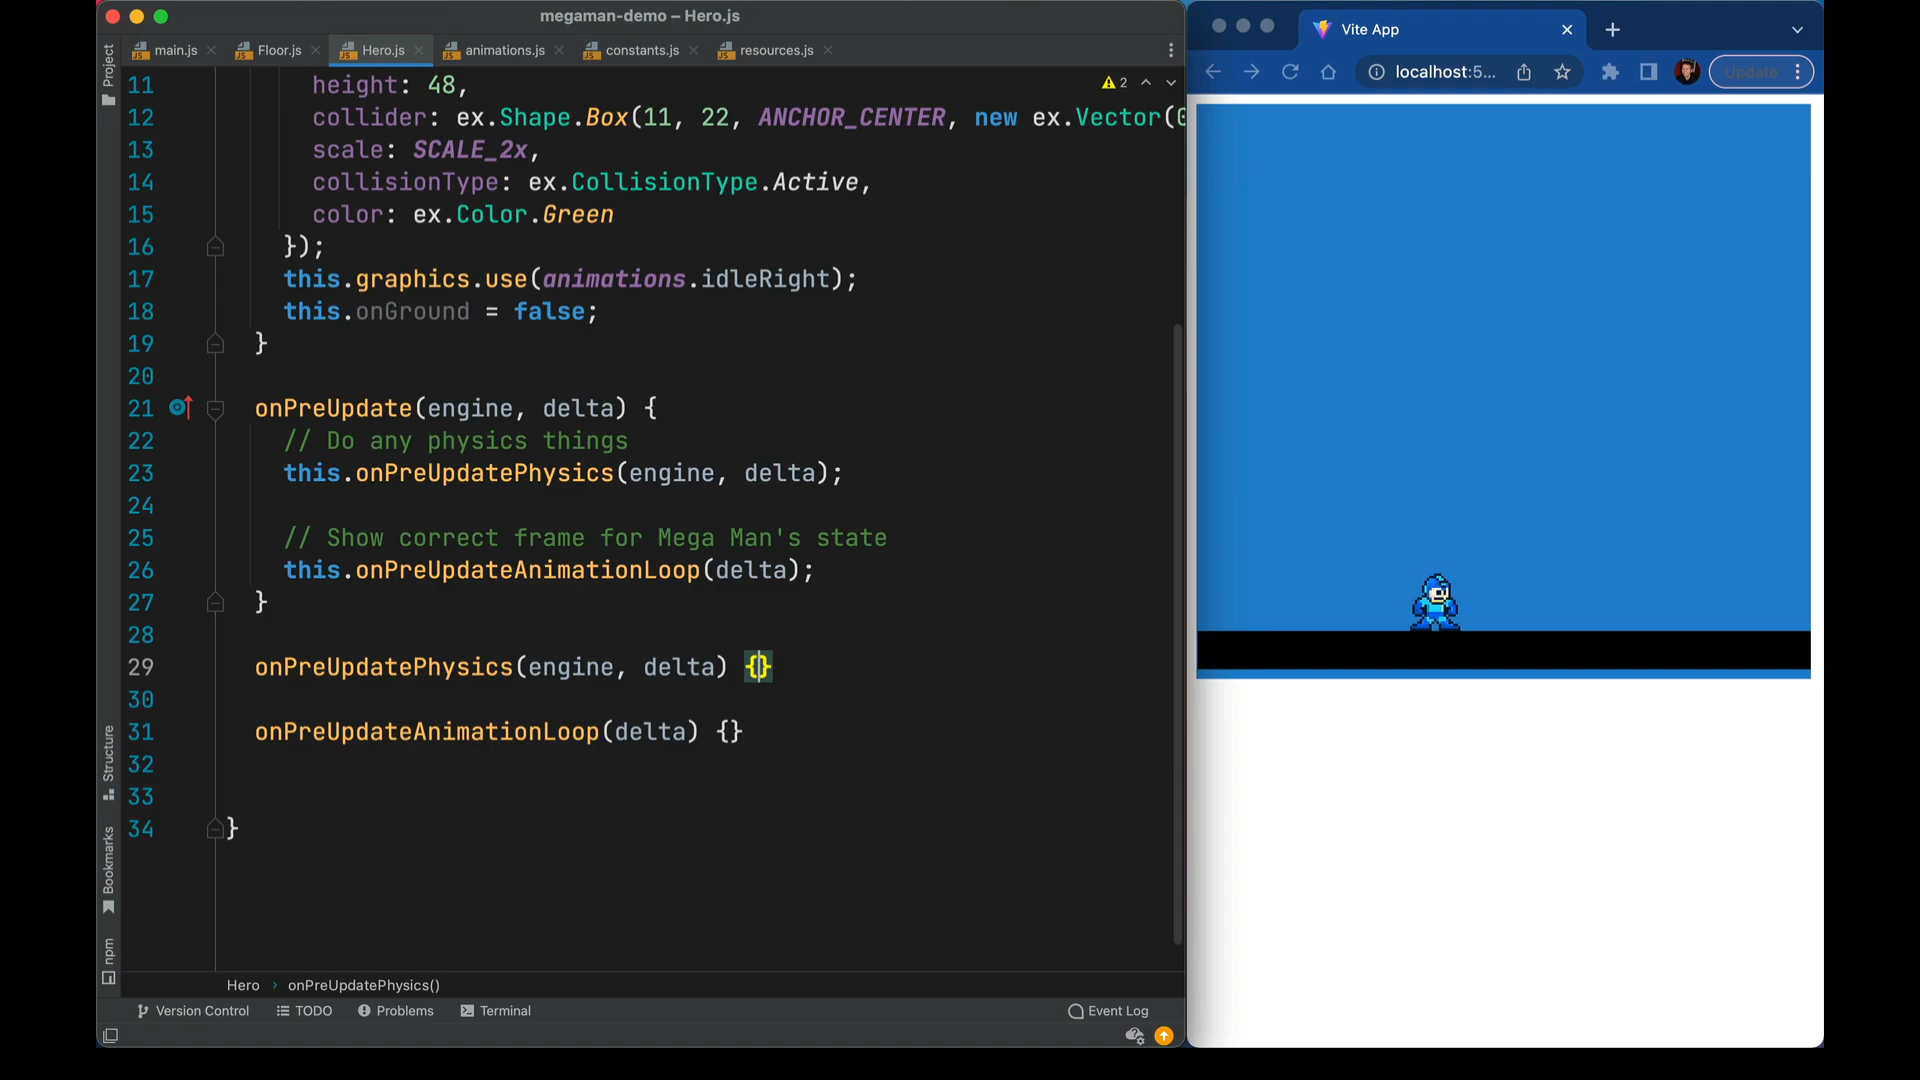 megaman-demo – Hero.js
main.js
Floor.js
Hero.js
animations.js
constants.js
resources.js
Project
Structure
Bookmarks
npm
2
11 height: 48,
12 collider: ex.Shape.Box(11, 22, ANCHOR_CENTER, new ex.Vector(0
13 scale: SCALE_2x,
14 collisionType: ex.CollisionType.Active,
15 color: ex.Color.Green
16 });
17 this.graphics.use(animations.idleRight);
18 this.onGround = false;
19 }
20
21 onPreUpdate(engine, delta) {
22 // Do any physics things
23 this.onPreUpdatePhysics(engine, delta);
24
25 // Show correct frame for Mega Man's state
26 this.onPreUpdateAnimationLoop(delta);
27 }
28
29 onPreUpdatePhysics(engine, delta) {}
30
31 onPreUpdateAnimationLoop(delta) {}
32
33
34 }
Hero › onPreUpdatePhysics()
Version Control
TODO
Problems
Terminal
Event Log
Vite App
localhost:5...
Update